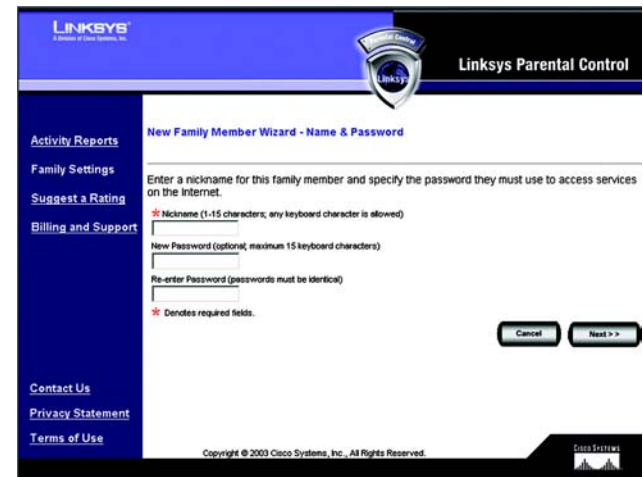 LINKSYS®
A Division of Cisco Systems, Inc.
Parental Control
Linksys
Linksys Parental Control
Activity Reports
Family Settings
Suggest a Rating
Billing and Support
New Family Member Wizard - Name & Password
Enter a nickname for this family member and specify the password they must use to access services
on the Internet.
* Nickname (1-15 characters; any keyboard character is allowed)
New Password (optional; maximum 15 keyboard characters)
Re-enter Password (passwords must be identical)
* Denotes required fields.
Cancel
Next >>
Contact Us
Privacy Statement
Terms of Use
Copyright © 2003 Cisco Systems, Inc., All Rights Reserved.
CISCO SYSTEMS